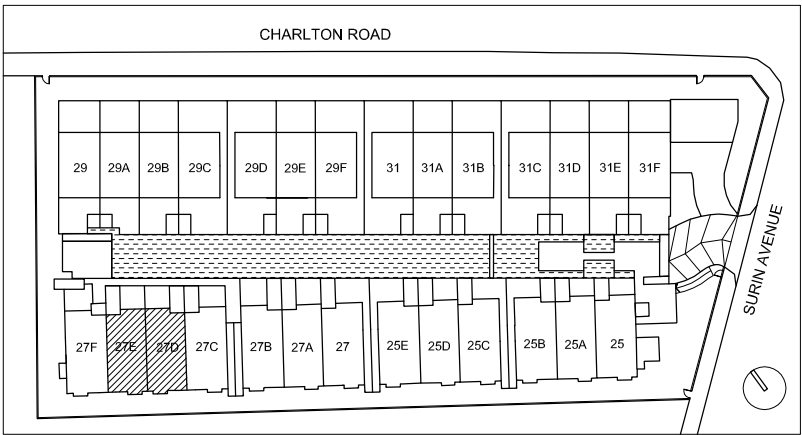 CHARLTON ROAD
29 29A 29B 29C 29D 29E 29F 31 31A 31B 31C 31D 31E 31F
SURIN AVENUE
27F 27E 27D 27C 27B 27A 27 25E 25D 25C 25B 25A 25